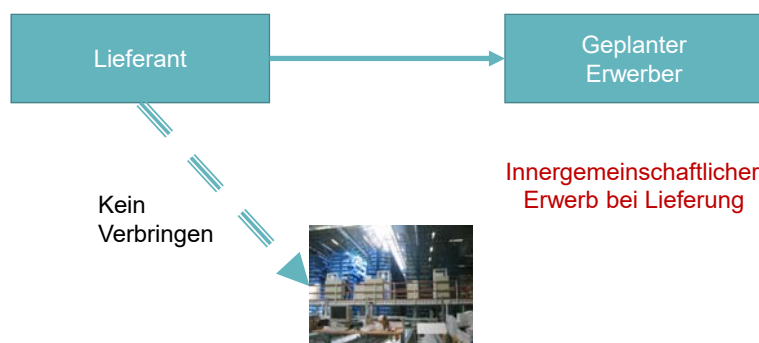 Lieferant
Geplanter
Erwerber
Innergemeinschaftlicher
Erwerb bei Lieferung
Kein
Verbringen